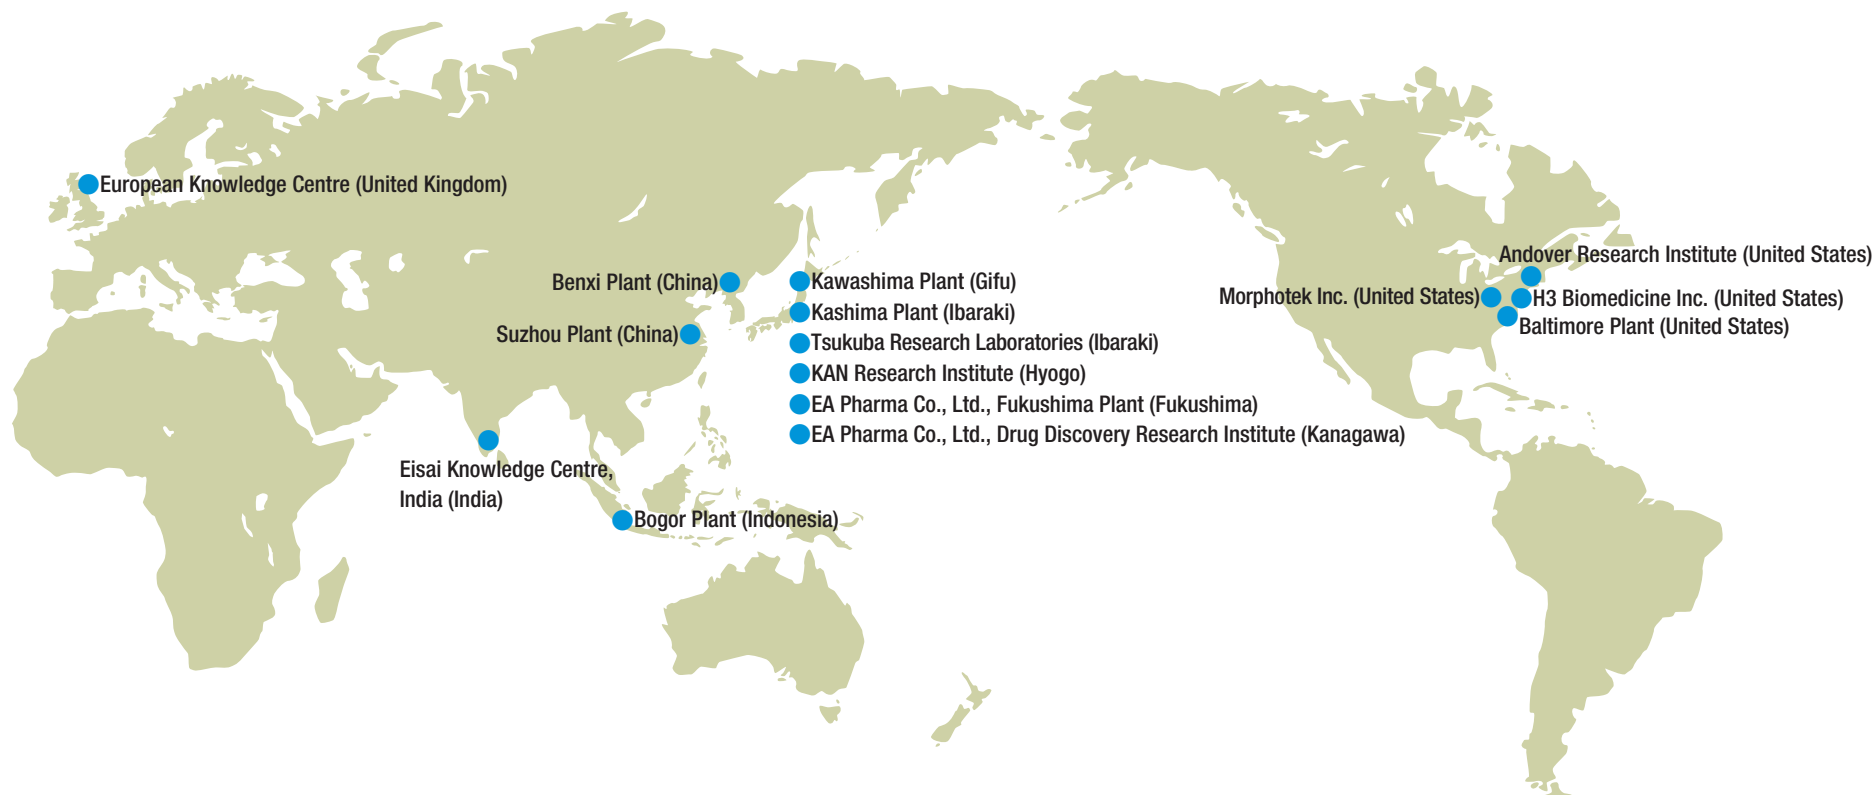 European Knowledge Centre (United Kingdom)
Benxi Plant (China)
Suzhou Plant (China)
Eisai Knowledge Centre,
India (India)
Bogor Plant (Indonesia)
Kawashima Plant (Gifu)
Kashima Plant (Ibaraki)
Tsukuba Research Laboratories (Ibaraki)
KAN Research Institute (Hyogo)
EA Pharma Co., Ltd., Fukushima Plant (Fukushima)
EA Pharma Co., Ltd., Drug Discovery Research Institute (Kanagawa)
Andover Research Institute (United States)
Morphotek Inc. (United States)
H3 Biomedicine Inc. (United States)
Baltimore Plant (United States)